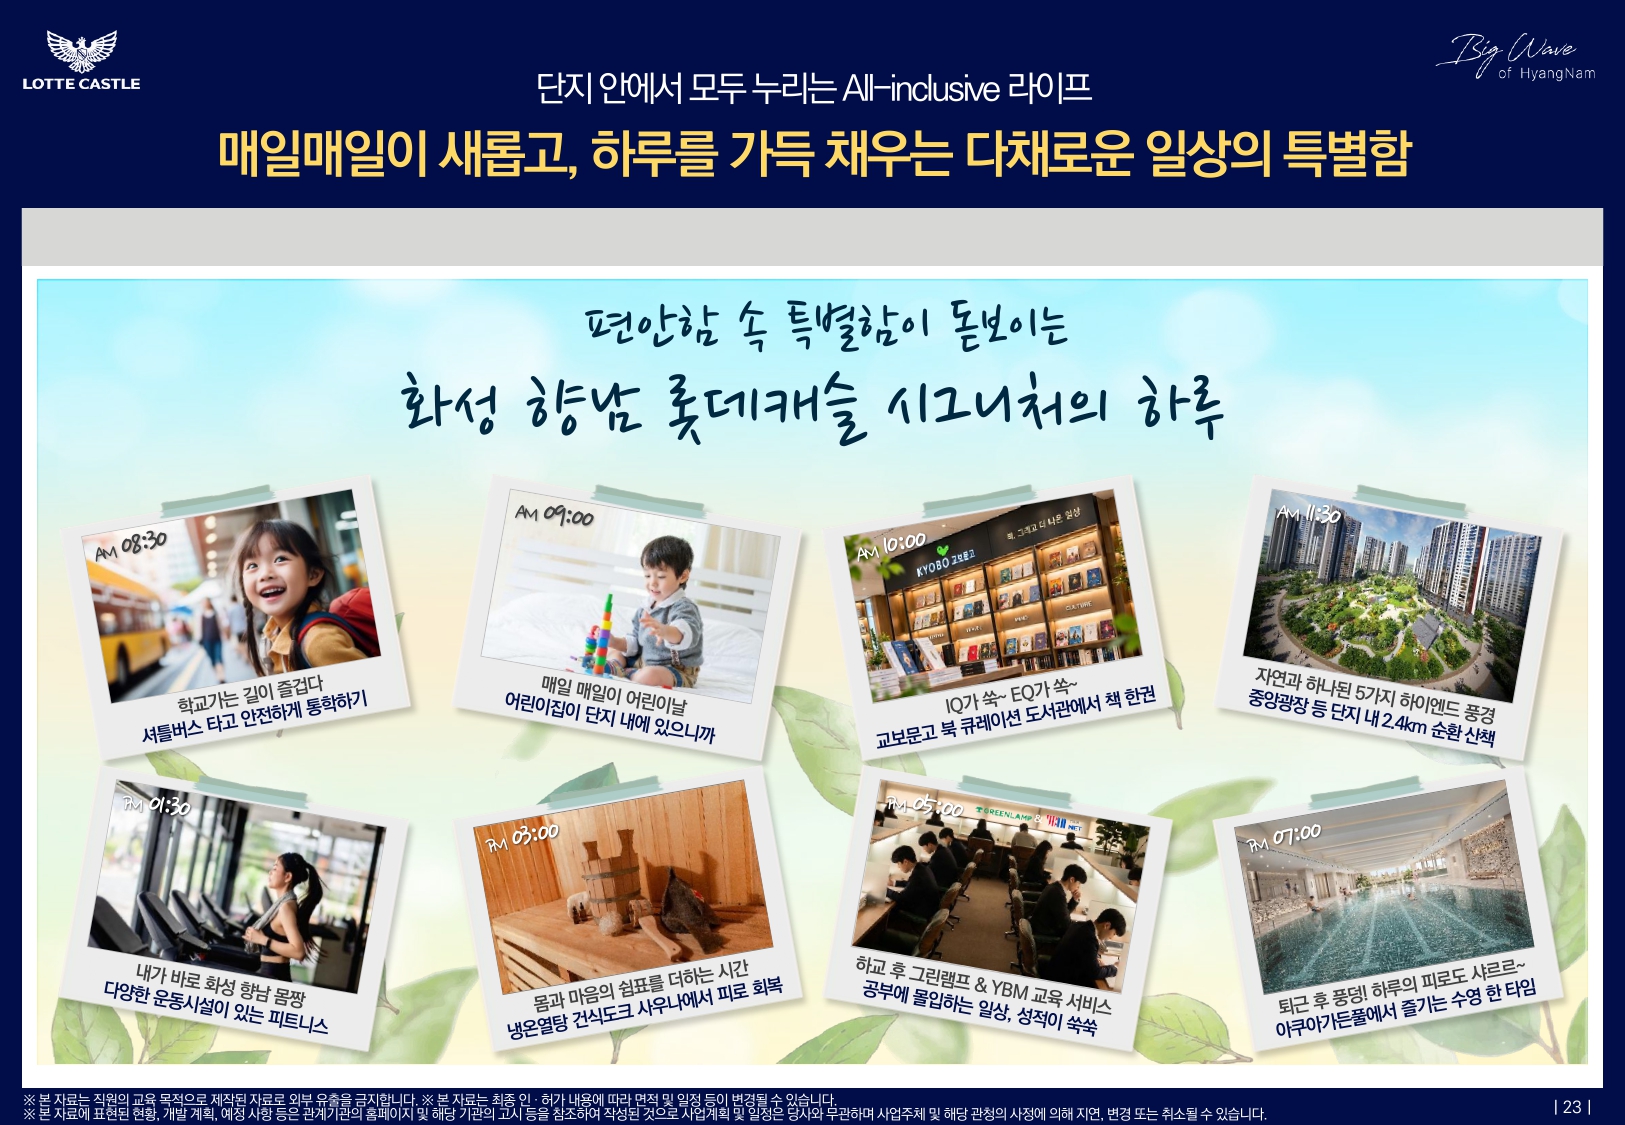 LOTTE CASTLE
Big Wave
of HyangNam
단지 안에서 모두 누리는 All-inclusive 라이프
매일매일이 새롭고, 하루를 가득 채우는 다채로운 일상의 특별함
편안함 속 특별함이 돋보이는
화성 향남 롯데캐슬 시그니처의 하루
AM 08:30
학교가는 길이 즐겁다
셔틀버스 타고 안전하게 통학하기
AM 09:00
매일 매일이 어린이날
어린이집이 단지 내에 있으니까
AM 10:00
KYOBO 교보문고
책, 그리고 더 나은 일상
CULTURE
IQ가 쑥~ EQ가 쏙~
교보문고 북 큐레이션 도서관에서 책 한권
AM 11:30
자연과 하나된 5가지 하이엔드 풍경
중앙광장 등 단지 내 2.4km 순환 산책
PM 01:30
내가 바로 화성 향남 몸짱
다양한 운동시설이 있는 피트니스
PM 03:00
몸과 마음의 쉼표를 더하는 시간
냉온열탕 건식도크 사우나에서 피로 회복
PM 05:00
GREENLAMP &
NET
하교 후 그린램프 & YBM 교육 서비스
공부에 몰입하는 일상, 성적이 쑥쑥
PM 07:00
퇴근 후 풍덩! 하루의 피로도 샤르르~
아쿠아가든풀에서 즐기는 수영 한 타임
※ 본 자료는 직원의 교육 목적으로 제작된 자료로 외부 유출을 금지합니다. ※ 본 자료는 최종 인 · 허가 내용에 따라 면적 및 일정 등이 변경될 수 있습니다.
※ 본 자료에 표현된 현황, 개발 계획, 예정 사항 등은 관계기관의 홈페이지 및 해당 기관의 고시 등을 참조하여 작성된 것으로 사업계획 및 일정은 당사와 무관하며 사업주체 및 해당 관청의 사정에 의해 지연, 변경 또는 취소될 수 있습니다.
| 23 |